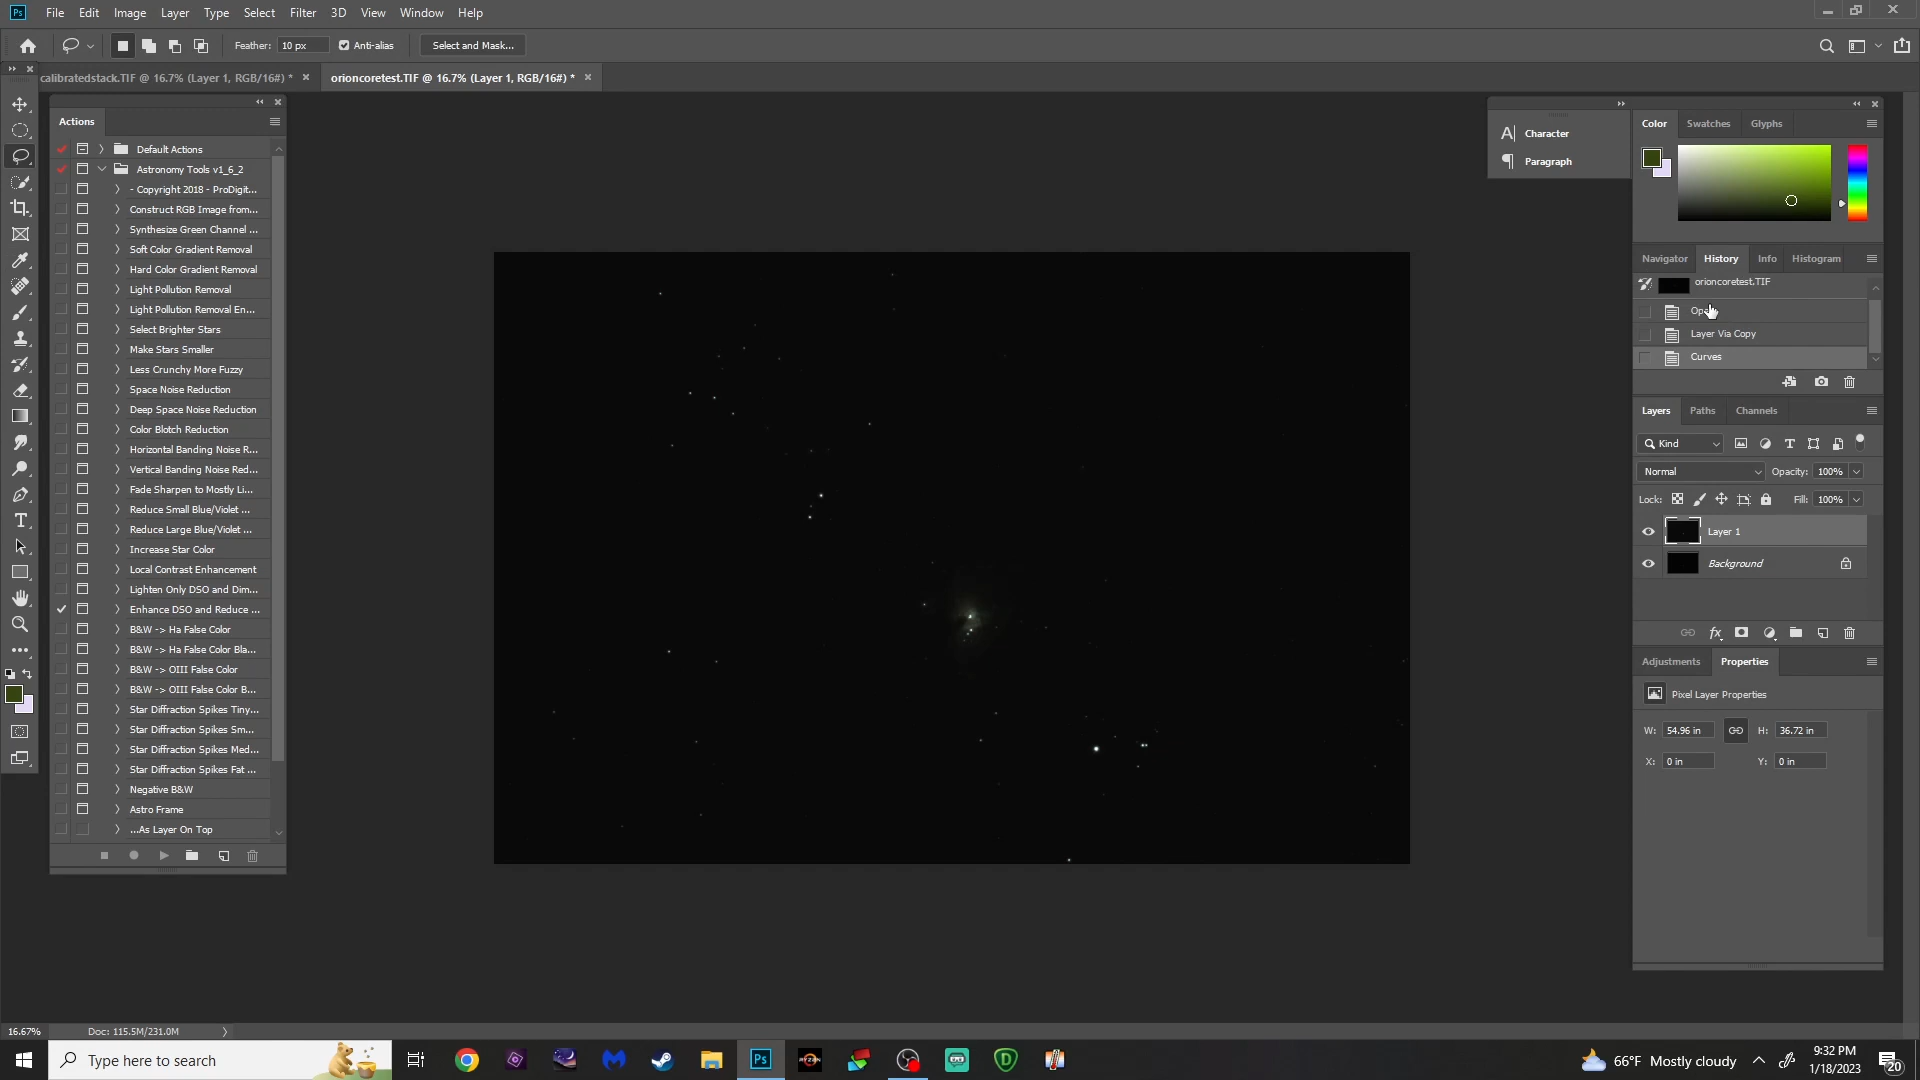 Ps File Edit Image Layer Type Select Filter 3D View Window Help
Feather: 10 px Anti-alias Select and Mask...
calibratedstack.TIF @ 16.7% (Layer 1, RGB/16#) * × orioncoretest.TIF @ 16.7% (Layer 1, RGB/16#) * ×
Actions
Default Actions
Astronomy Tools v1_6_2
- Copyright 2018 - ProDigit...
Construct RGB Image from...
Synthesize Green Channel ...
Soft Color Gradient Removal
Hard Color Gradient Removal
Light Pollution Removal
Light Pollution Removal En...
Select Brighter Stars
Make Stars Smaller
Less Crunchy More Fuzzy
Space Noise Reduction
Deep Space Noise Reduction
Color Blotch Reduction
Horizontal Banding Noise R...
Vertical Banding Noise Red...
Fade Sharpen to Mostly Li...
Reduce Small Blue/Violet ...
Reduce Large Blue/Violet ...
Increase Star Color
Local Contrast Enhancement
Lighten Only DSO and Dim...
Enhance DSO and Reduce ...
B&W -> Ha False Color
B&W -> Ha False Color Bla...
B&W -> OIII False Color
B&W -> OIII False Color B...
Star Diffraction Spikes Tiny...
Star Diffraction Spikes Sm...
Star Diffraction Spikes Med...
Star Diffraction Spikes Fat ...
Negative B&W
Astro Frame
...As Layer On Top
Character
Paragraph
Color Swatches Glyphs
Navigator History Info Histogram
orioncoretest.TIF
Layer Via Copy
Curves
Layers Paths Channels
Kind
Normal Opacity: 100%
Lock: Fill: 100%
Layer 1
Background
fx
Adjustments Properties
Pixel Layer Properties
W: 54.96 in H: 36.72 in
X: 0 in Y: 0 in
16.67% Doc: 115.5M/231.0M
Type here to search
Ps
RYZEN
66°F Mostly cloudy
9:32 PM
1/18/2023
20